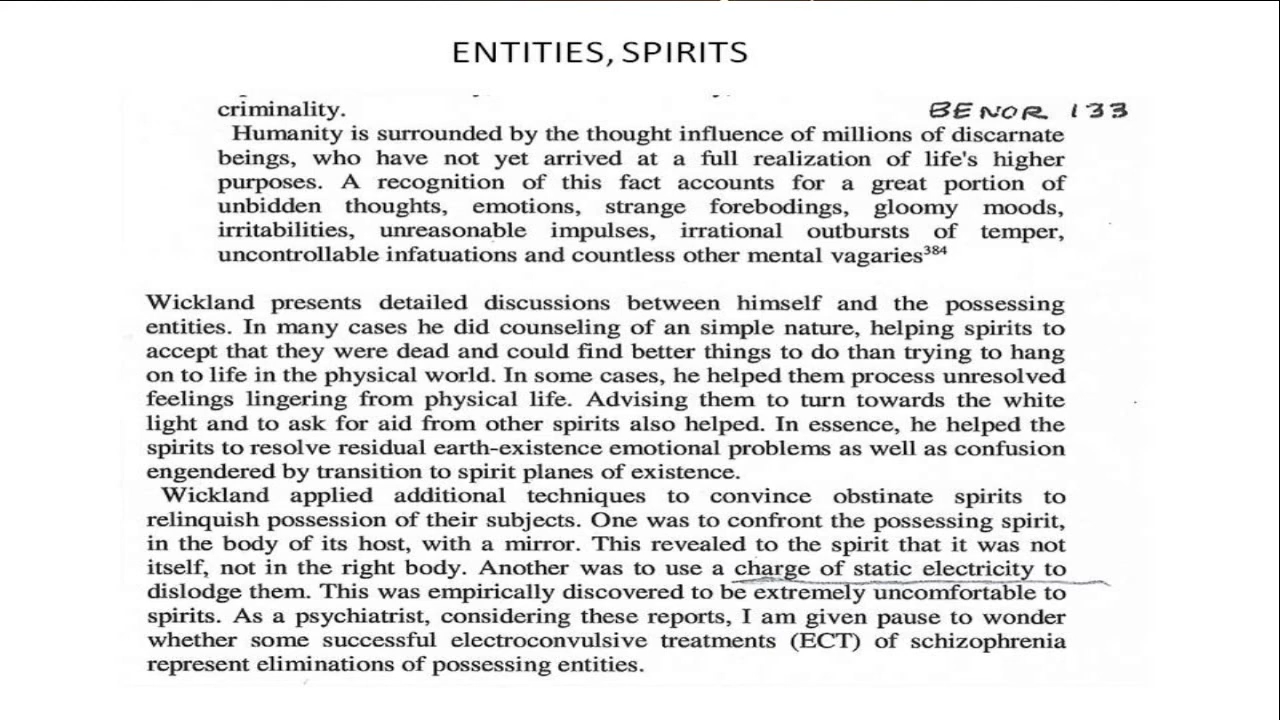 ENTITIES, SPIRITS
criminality.
BENOR 133
Humanity is surrounded by the thought influence of millions of discarnate
beings, who have not yet arrived at a full realization of life's higher
purposes. A recognition of this fact accounts for a great portion of
unbidden thoughts, emotions, strange forebodings, gloomy moods,
irritabilities, unreasonable impulses, irrational outbursts of temper,
uncontrollable infatuations and countless other mental vagaries³⁸⁴
Wickland presents detailed discussions between himself and the possessing
entities. In many cases he did counseling of an simple nature, helping spirits to
accept that they were dead and could find better things to do than trying to hang
on to life in the physical world. In some cases, he helped them process unresolved
feelings lingering from physical life. Advising them to turn towards the white
light and to ask for aid from other spirits also helped. In essence, he helped the
spirits to resolve residual earth-existence emotional problems as well as confusion
engendered by transition to spirit planes of existence.
Wickland applied additional techniques to convince obstinate spirits to
relinquish possession of their subjects. One was to confront the possessing spirit,
in the body of its host, with a mirror. This revealed to the spirit that it was not
itself, not in the right body. Another was to use a charge of static electricity to
dislodge them. This was empirically discovered to be extremely uncomfortable to
spirits. As a psychiatrist, considering these reports, I am given pause to wonder
whether some successful electroconvulsive treatments (ECT) of schizophrenia
represent eliminations of possessing entities.